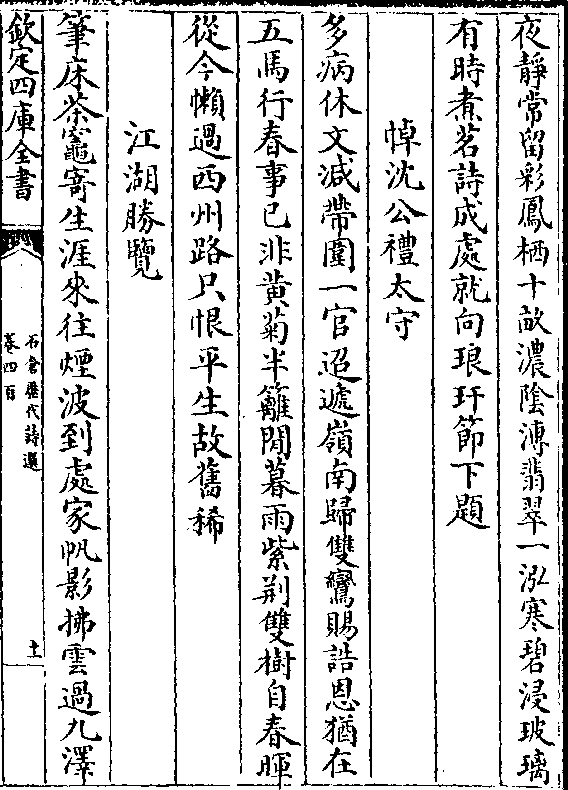 夜靜常留彩鳳栖十畝濃陰漙翡翠一泓寒碧浸玻璃
有時煮茗詩成處就向琅玕節下題
悼沈公禮太守
多病休文減帶圍一官迢遞嶺南歸雙鸞賜誥恩猶在
五馬行春事已非黄菊半籬閒暮雨紫荆雙樹自春暉
從今懶過西州路只恨平生故舊稀
江湖勝覽
筆床茶竈寄生涯來往煙波到處家帆影拂雲過九澤
欽定四庫全書
石倉歷代詩選
卷四百
十一